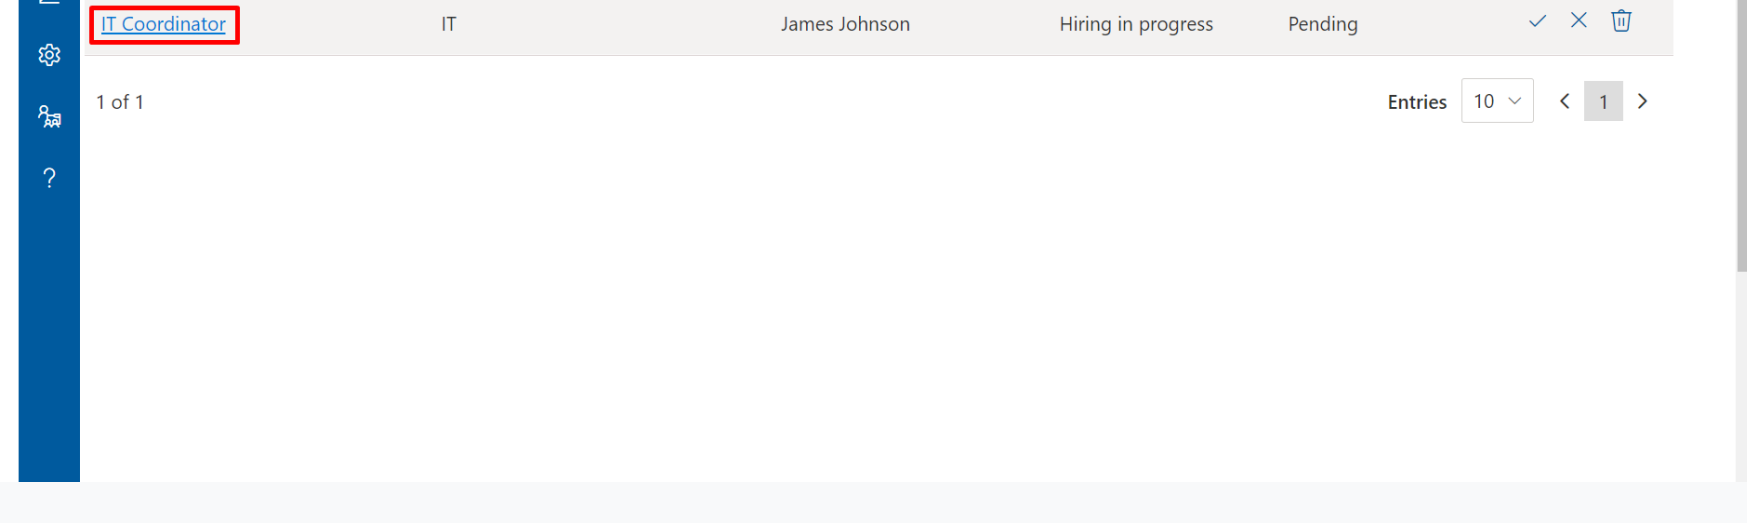 IT Coordinator IT James Johnson Hiring in progress Pending
1 of 1 Entries 10 1
?